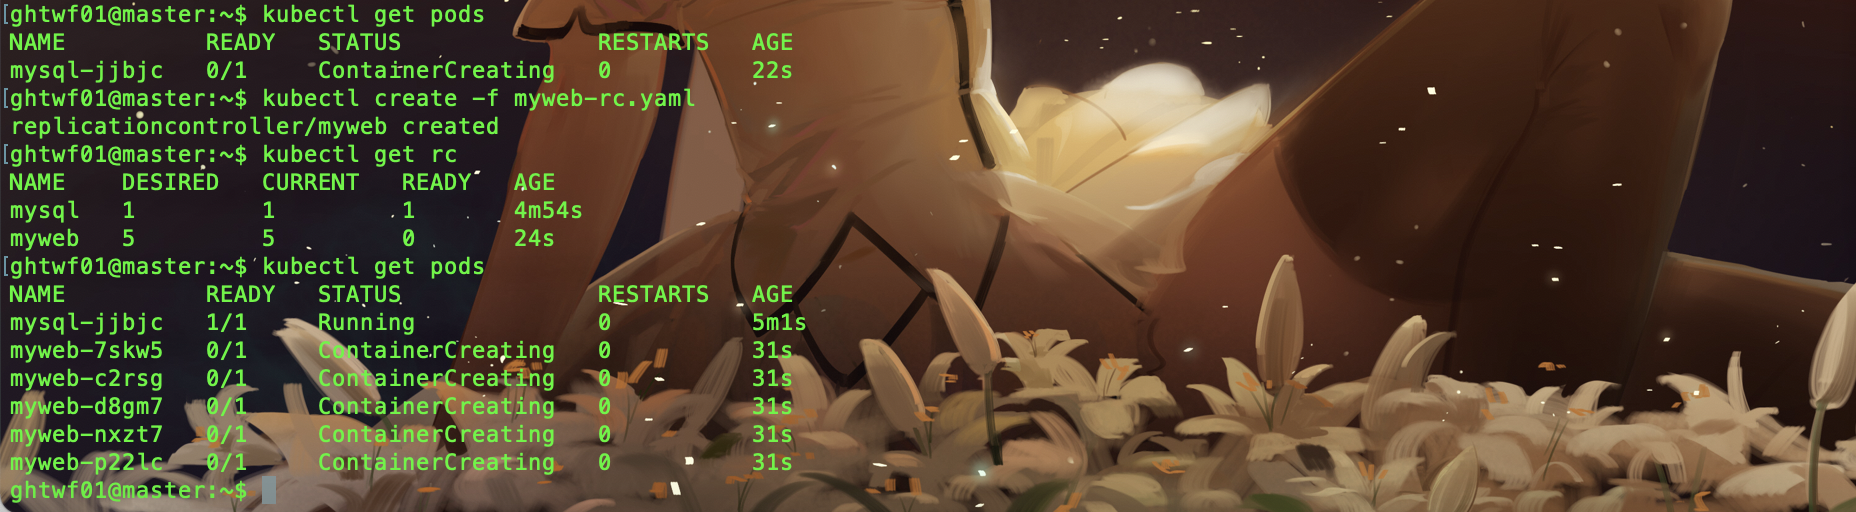 [ghtwf01@master:~$ kubectl get pods
NAME          READY   STATUS              RESTARTS   AGE
mysql-jjbjc   0/1     ContainerCreating   0          22s
[ghtwf01@master:~$ kubectl create -f myweb-rc.yaml
replicationcontroller/myweb created
[ghtwf01@master:~$ kubectl get rc
NAME    DESIRED   CURRENT   READY   AGE
mysql   1         1         1       4m54s
myweb   5         5         0       24s
[ghtwf01@master:~$ kubectl get pods
NAME          READY   STATUS              RESTARTS   AGE
mysql-jjbjc   1/1     Running             0          5m1s
myweb-7skw5   0/1     ContainerCreating   0          31s
myweb-c2rsg   0/1     ContainerCreating   0          31s
myweb-d8gm7   0/1     ContainerCreating   0          31s
myweb-nxzt7   0/1     ContainerCreating   0          31s
myweb-p22lc   0/1     ContainerCreating   0          31s
ghtwf01@master:~$